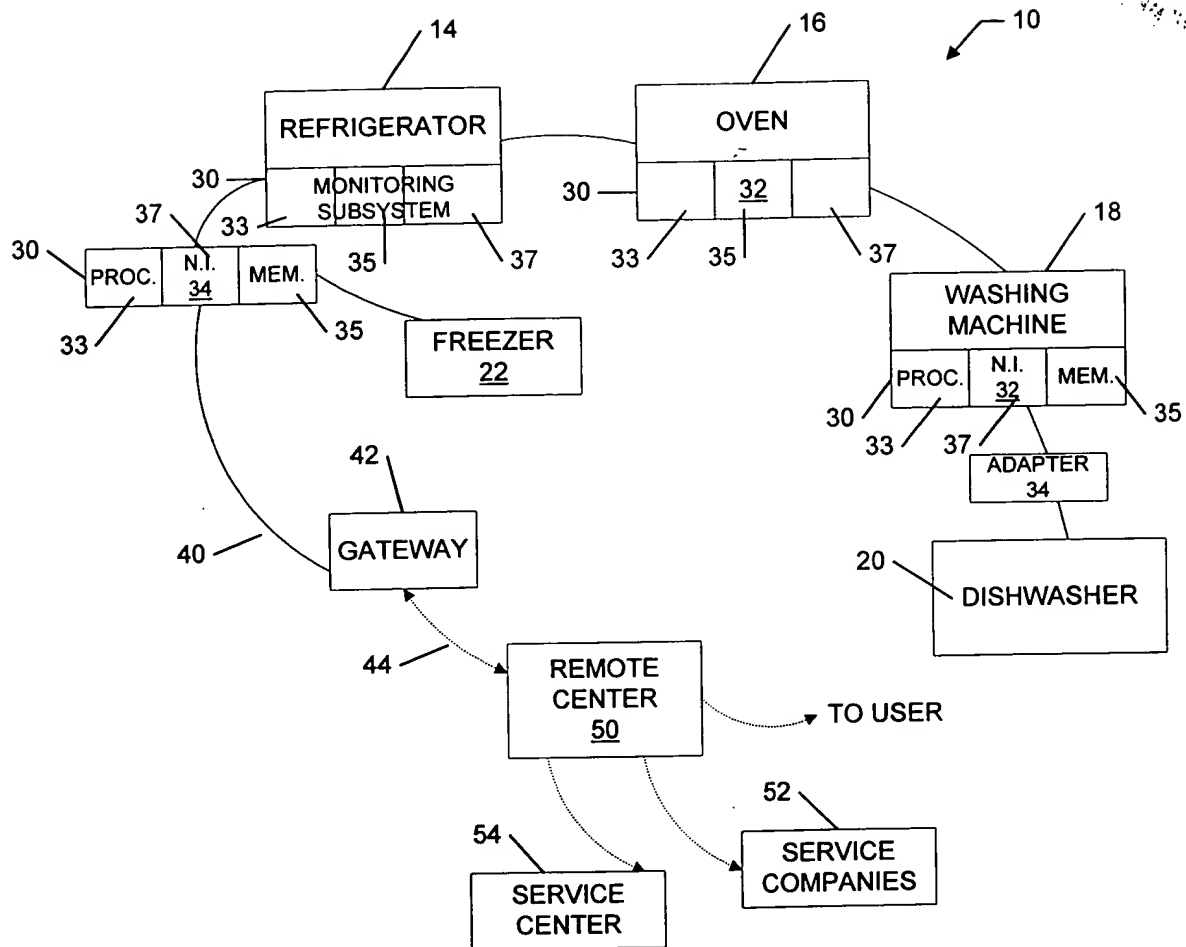 14
16
10
REFRIGERATOR
OVEN
30
MONITORING
SUBSYSTEM
30
32
33
35
37
33
35
37
18
37
30
PROC.
N.I.
34
MEM.
33
35
WASHING
MACHINE
FREEZER
22
30
PROC.
N.I.
32
MEM.
35
33
37
ADAPTER
34
42
GATEWAY
40
20
DISHWASHER
44
REMOTE
CENTER
50
TO USER
52
54
SERVICE
COMPANIES
SERVICE
CENTER